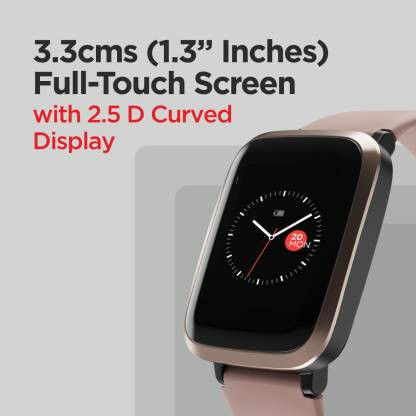 3.3cms (1.3” Inches)
Full-Touch Screen
with 2.5 D Curved
Display
20
MON